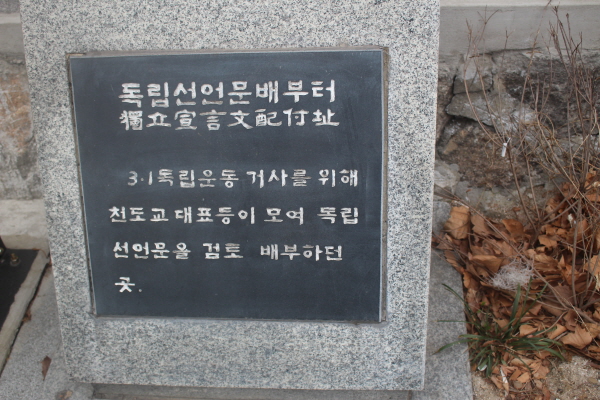 독립선언문배부터
獨立宣言文配付址
3·1독립운동 거사를 위해
천도교 대표등이 모여 독립
선언문을 검토 배부하던
곳.